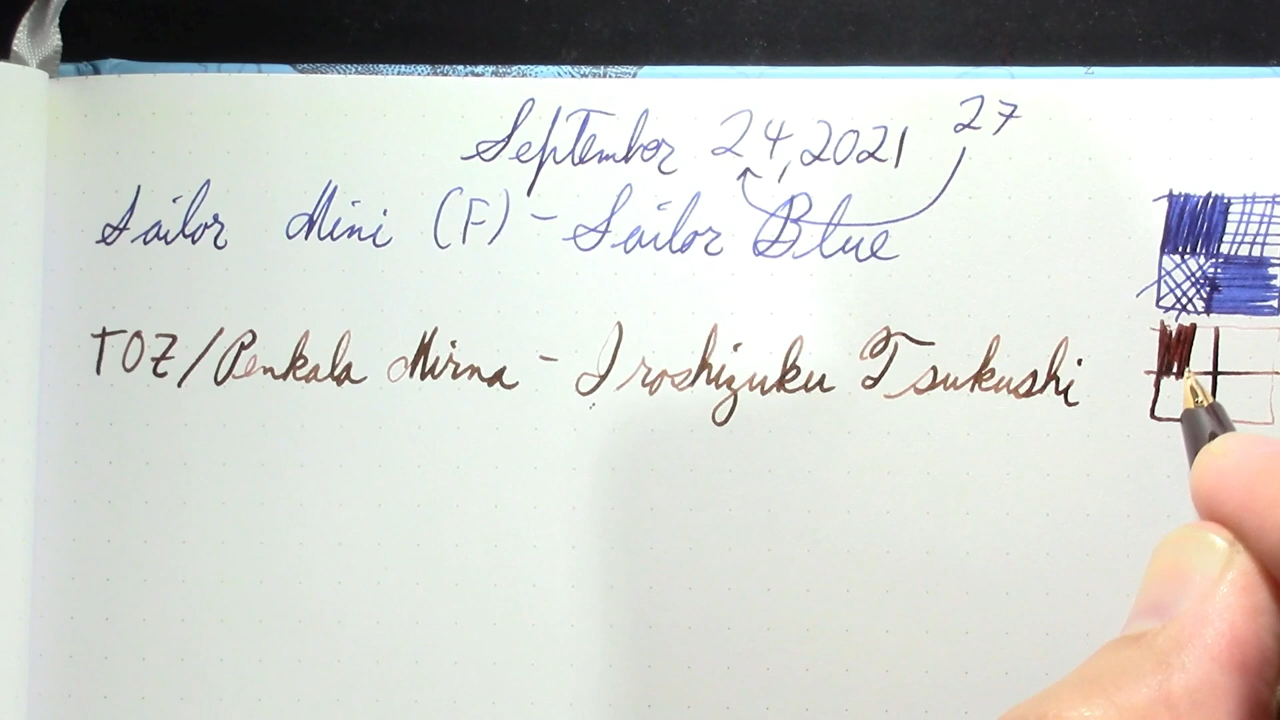 27
September 24, 2021
Sailor Mini (F) - Sailor Blue
TOZ/Penkala Mirna - Iroshizuku Tsukushi